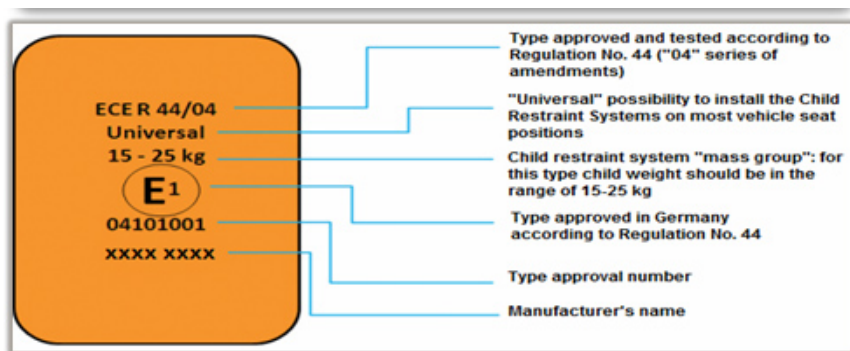 ECE R 44/04
Universal
15 - 25 kg
E1
04101001
xxxx xxxx
Type approved and tested according to
Regulation No. 44 ("04" series of
amendments)
"Universal" possibility to install the Child
Restraint Systems on most vehicle seat
positions
Child restraint system "mass group": for
this type child weight should be in the
range of 15-25 kg
Type approved in Germany
according to Regulation No. 44
Type approval number
Manufacturer's name